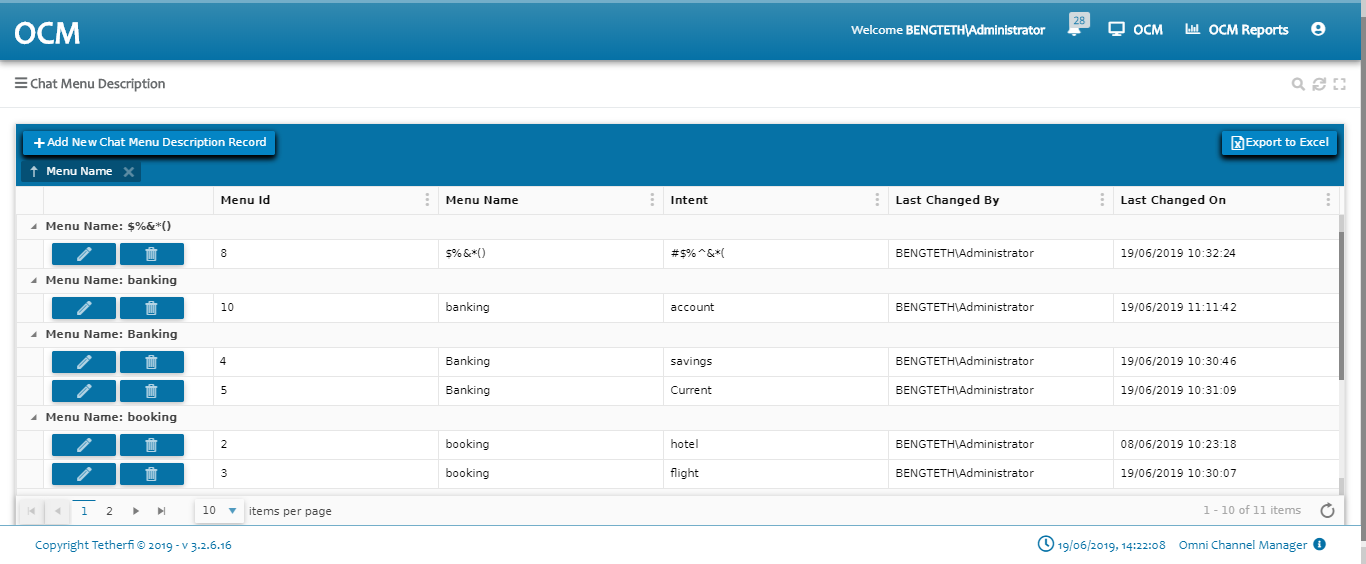 OCM
Welcome BENGTETH\Administrator 28 OCM OCM Reports
Chat Menu Description
Add New Chat Menu Description Record Export to Excel
Menu Name
Menu Id Menu Name Intent Last Changed By Last Changed On
Menu Name: $%&*()
8 $%&*() #$%^&*( BENGTETH\Administrator 19/06/2019 10:32:24
Menu Name: banking
10 banking account BENGTETH\Administrator 19/06/2019 11:11:42
Menu Name: Banking
4 Banking savings BENGTETH\Administrator 19/06/2019 10:30:46
5 Banking Current BENGTETH\Administrator 19/06/2019 10:31:09
Menu Name: booking
2 booking hotel BENGTETH\Administrator 08/06/2019 10:23:18
3 booking flight BENGTETH\Administrator 19/06/2019 10:30:07
1 2 10 items per page 1 - 10 of 11 items
Copyright Tetherfi © 2019 - v 3.2.6.16 19/06/2019, 14:22:08 Omni Channel Manager